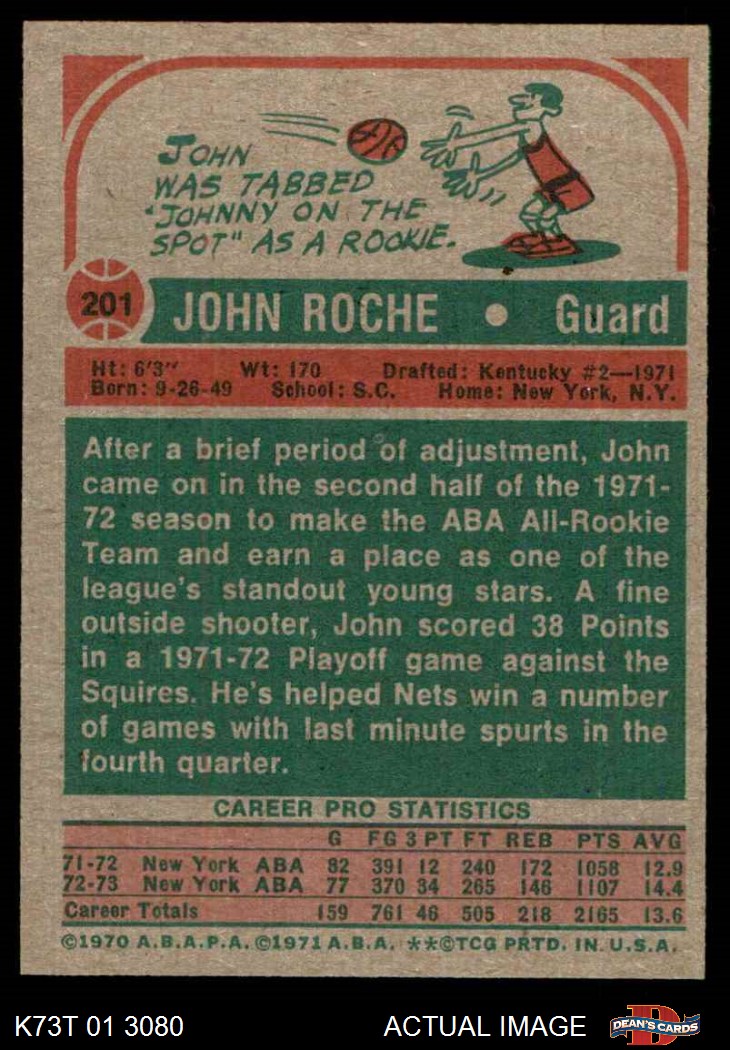 JOHN
WAS TABBED
"JOHNNY ON THE
SPOT" AS A ROOKIE.
201
JOHN ROCHE • Guard
Ht: 6'3" Wt: 170 Drafted: Kentucky #2—1971
Born: 9-26-49 School: S.C. Home: New York, N.Y.
After a brief period of adjustment, John
came on in the second half of the 1971-
72 season to make the ABA All-Rookie
Team and earn a place as one of the
league's standout young stars. A fine
outside shooter, John scored 38 Points
in a 1971-72 Playoff game against the
Squires. He's helped Nets win a number
of games with last minute spurts in the
fourth quarter.
CAREER PRO STATISTICS
G FG 3 PT FT REB PTS AVG
71-72 New York ABA 82 391 12 240 172 1058 12.9
72-73 New York ABA 77 370 34 265 146 1107 14.4
Career Totals 159 761 46 505 218 2165 13.6
©1970 A.B.A.P.A. ©1971 A.B.A. **©TCG PRTD. IN U.S.A.
K73T 01 3080 ACTUAL IMAGE DEAN'S CARDS